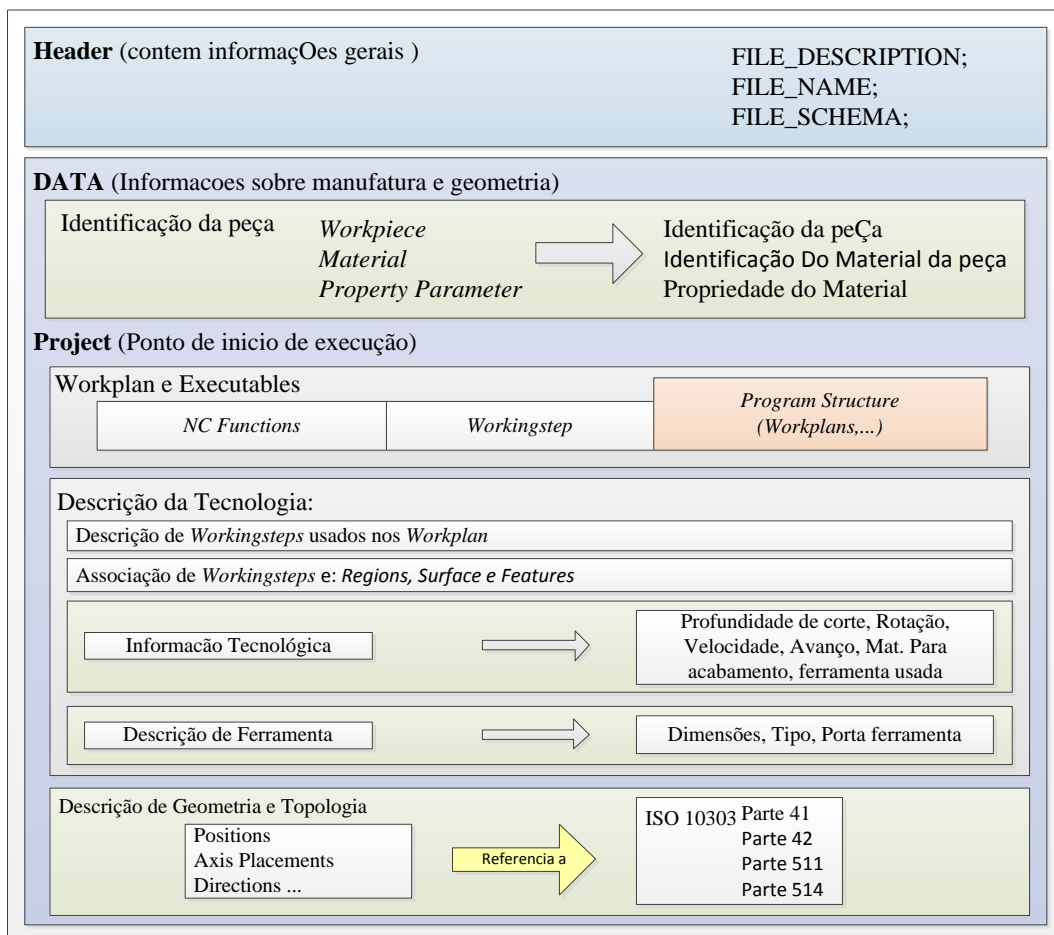 Header (contem informaçOes gerais )
FILE_DESCRIPTION;
FILE_NAME;
FILE_SCHEMA;
DATA (Informacoes sobre manufatura e geometria)
Identificação da peça
Workpiece
Material
Property Parameter
Identificação da peÇa
Identificação Do Material da peça
Propriedade do Material
Project (Ponto de inicio de execução)
Workplan e Executables
NC Functions
Workingstep
Program Structure
(Workplans,...)
Descrição da Tecnologia:
Descrição de Workingsteps usados nos Workplan
Associação de Workingsteps e: Regions, Surface e Features
Informacão Tecnológica
Profundidade de corte, Rotação,
Velocidade, Avanço, Mat. Para
acabamento, ferramenta usada
Descrição de Ferramenta
Dimensões, Tipo, Porta ferramenta
Descrição de Geometria e Topologia
Positions
Axis Placements
Directions ...
Referencia a
ISO 10303 Parte 41
Parte 42
Parte 511
Parte 514